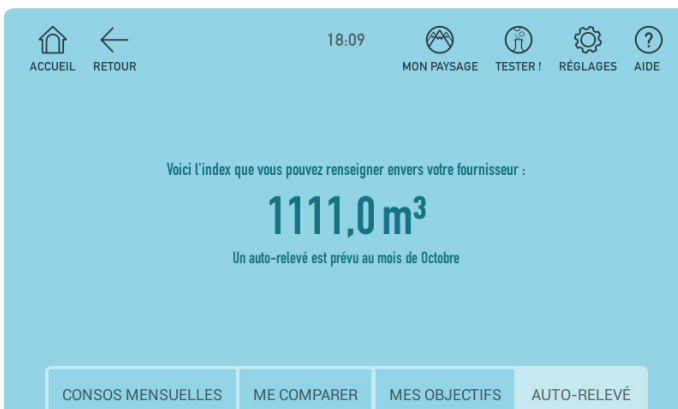 18:09
ACCUEIL RETOUR MON PAYSAGE TESTER ! RÉGLAGES AIDE
Voici l'index que vous pouvez renseigner envers votre fournisseur :
1111,0 m³
Un auto-relevé est prévu au mois de Octobre
CONSOS MENSUELLES ME COMPARER MES OBJECTIFS AUTO-RELEVÉ